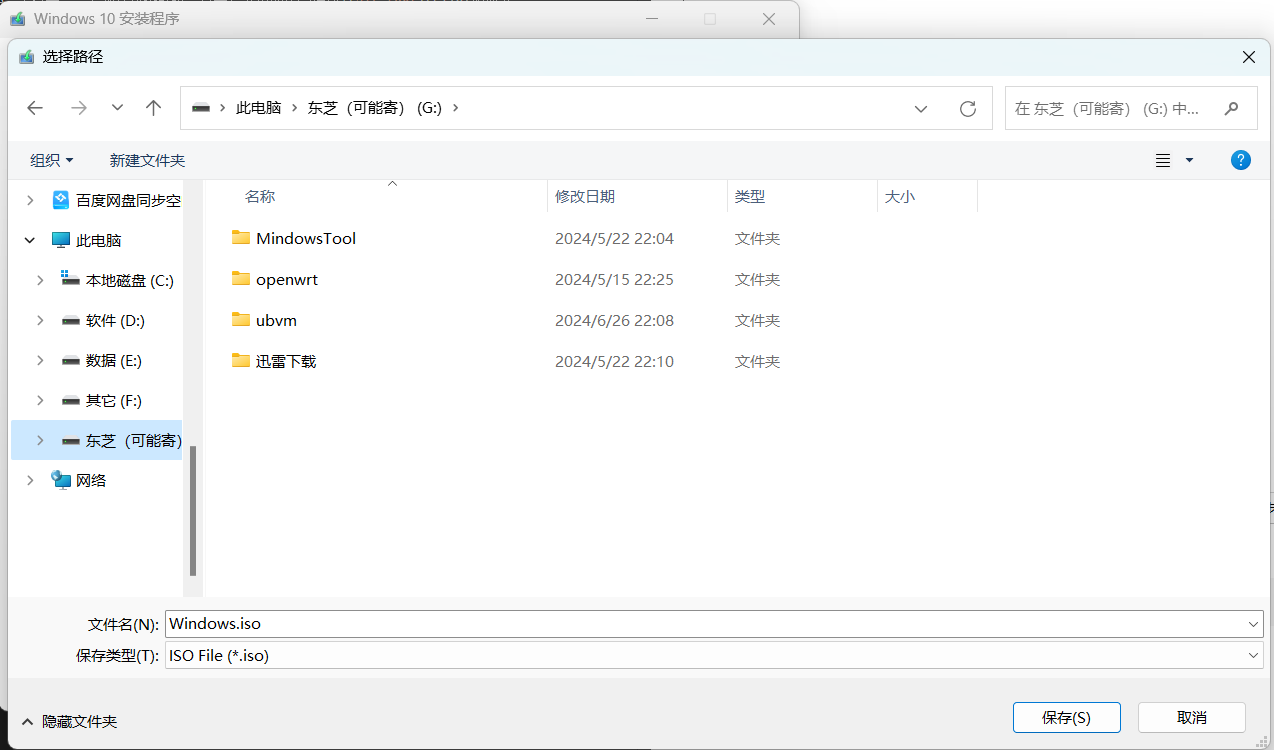 Windows 10 安装程序
选择路径
此电脑 东芝（可能寄） (G:)
在 东芝（可能寄） (G:) 中...
组织 新建文件夹
名称 修改日期 类型 大小
百度网盘同步空
此电脑
本地磁盘 (C:)
软件 (D:)
数据 (E:)
其它 (F:)
东芝（可能寄）
网络
MindowsTool 2024/5/22 22:04 文件夹
openwrt 2024/5/15 22:25 文件夹
ubvm 2024/6/26 22:08 文件夹
迅雷下载 2024/5/22 22:10 文件夹
文件名(N): Windows.iso
保存类型(T): ISO File (*.iso)
隐藏文件夹
保存(S) 取消